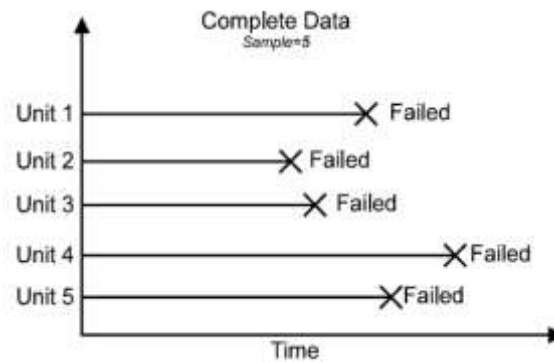 Complete Data
Sample=5
Unit 1 Failed
Unit 2 Failed
Unit 3 Failed
Unit 4 Failed
Unit 5 Failed
Time